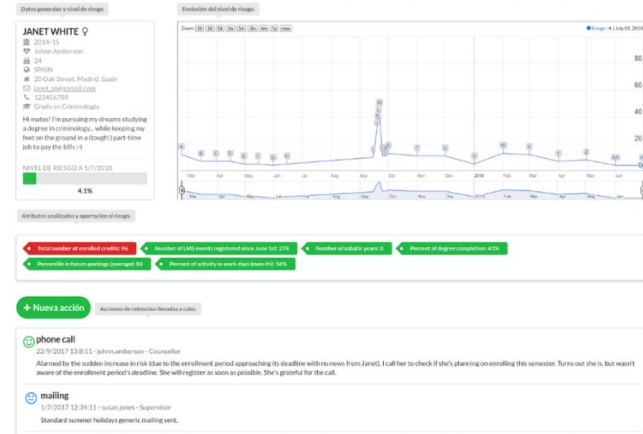 Datos generales y nivel de riesgo
Evolución del nivel de riesgo.
JANET WHITE
2014-15
Johnn Amberson
24
SPAIN
20 Oak Street, Madrid, Spain
123456789
Grado en Criminología
Hi mates! I'm pursuing my dreams studying
a degree in criminology... while keeping my
feet on the ground in a (tough!) part-time
job to pay the bills ;-)
NIVEL DE RIESGO A 1/7/2018
4.1%
Zoom:
max
Riesgo: 4 | July 01, 2018
80
60
40
20
Mar Apr May Jun Jul Aug Sep Oct Nov Dec 2018 Feb Mar Apr May Jun
Atributos analizados y aportación al riesgo.
Total number of enrolled credits: 96
Number of LMS events registered since June 1st: 278
Number of sabatic years: 0
Percent of degree completion: 41%
Percentile in forum postings (average): 84
Percent of activity in work days (mon-fri): 56%
+ Nueva acción
Acciones de retención llevadas a cabo.
phone call
22/9/2017 13:8:51 - johnn.amberson - Counsellor
Alarmed by the sudden increase in risk (due to the enrollment period approaching its deadline with no news from Janet), I call her to check if she's planning on enrolling this semester. Turns out she is, but wasn't
aware of the enrollment period's deadline. She will register as soon as possible. She's grateful for the call.
mailing
1/7/2017 12:34:11 - susan.jones - Supervisor
Standard summer holidays generic mailing sent.